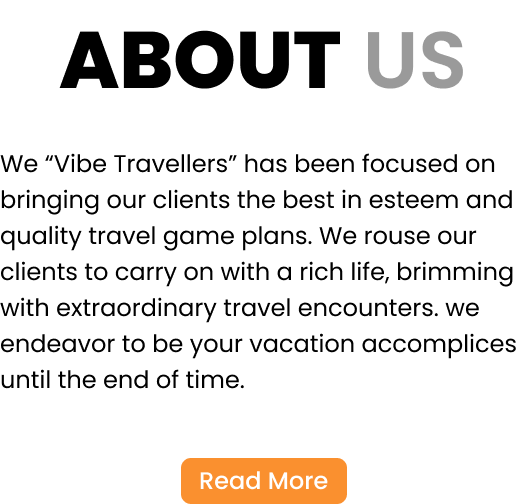 ABOUT US
We “Vibe Travellers” has been focused on
bringing our clients the best in esteem and
quality travel game plans. We rouse our
clients to carry on with a rich life, brimming
with extraordinary travel encounters. we
endeavor to be your vacation accomplices
until the end of time.
Read More